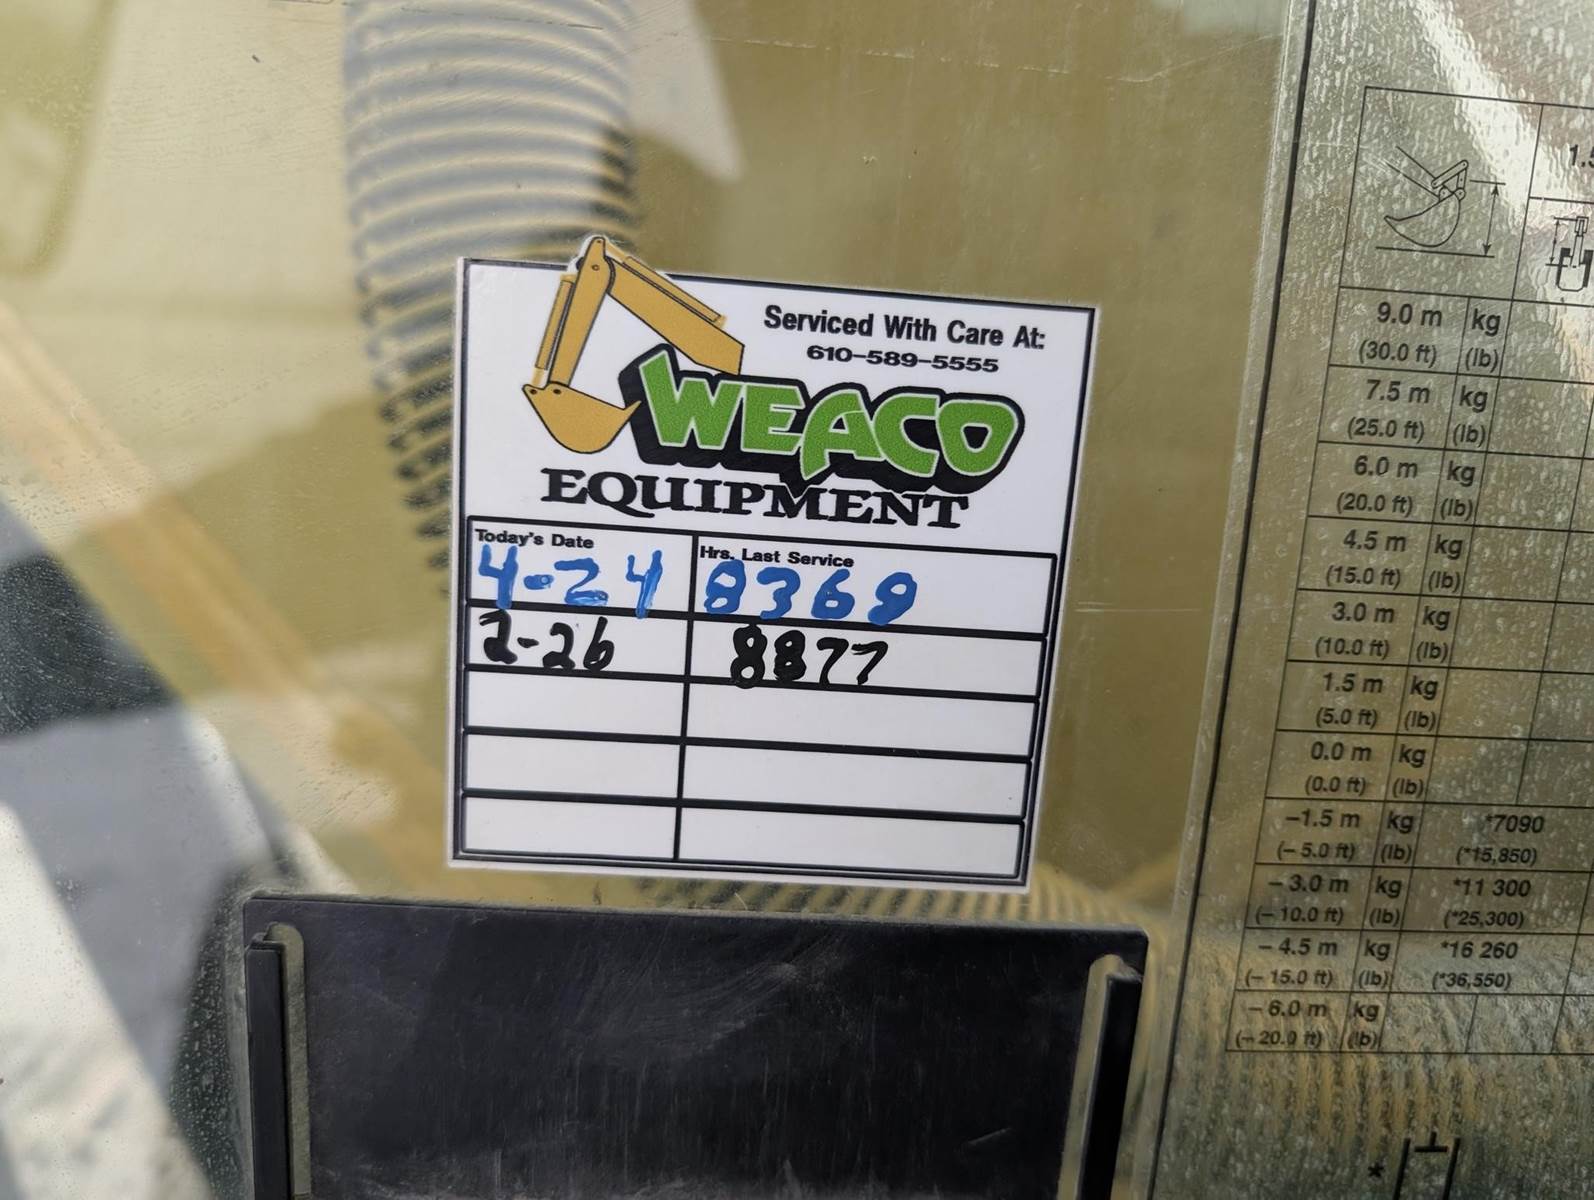 Serviced With Care At:
610-589-5555
WEACO
EQUIPMENT
Today's Date Hrs. Last Service
4-24 8369
2-26 8877
1.5
9.0 m kg
(30.0 ft) (lb)
7.5 m kg
(25.0 ft) (lb)
6.0 m kg
(20.0 ft) (lb)
4.5 m kg
(15.0 ft) (lb)
3.0 m kg
(10.0 ft) (lb)
1.5 m kg
(5.0 ft) (lb)
0.0 m kg
(0.0 ft) (lb)
-1.5 m kg *7090
(- 5.0 ft) (lb) (*15,850)
- 3.0 m kg *11 300
(- 10.0 ft) (lb) (*25,300)
- 4.5 m kg *16 260
(- 15.0 ft) (lb) (*36,550)
- 6.0 m kg
(- 20.0 ft) (lb)
*